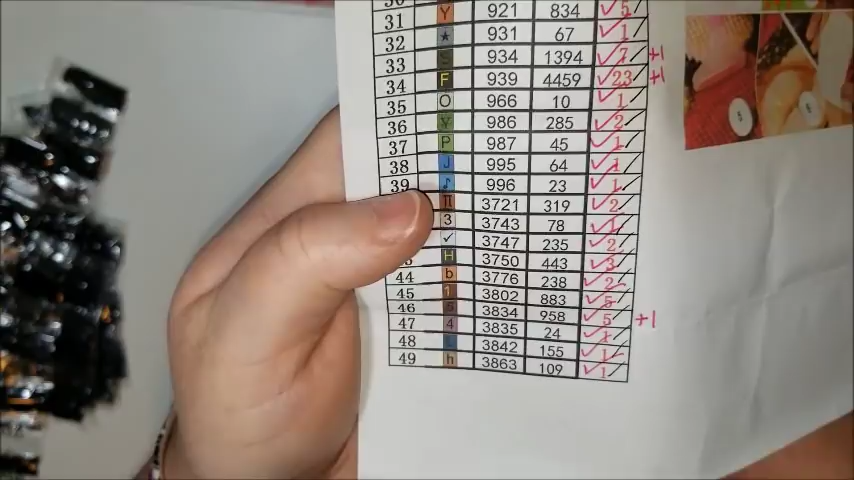 31 Y 921 834 ✓5/
32 ★ 931 67 ✓1/
33 S 934 1394 ✓7/ +1
34 F 939 4459 ✓23/ +1
35 O 966 10 ✓1/
36 ¥ 986 285 ✓2/
37 P 987 45 ✓1/
38 J 995 64 ✓1/
39 ♪ 996 23 ✓1/
3721 319 ✓2/
3 3743 78 ✓1/
✓ 3747 235 ✓2/
H 3750 443 ✓3/
44 b 3776 238 ✓2/
45 1 3802 883 ✓5/
46 5 3834 958 ✓5/ +1
47 4 3835 24 ✓1/
48 L 3842 155 ✓1/
49 h 3863 109 ✓1/
5
5